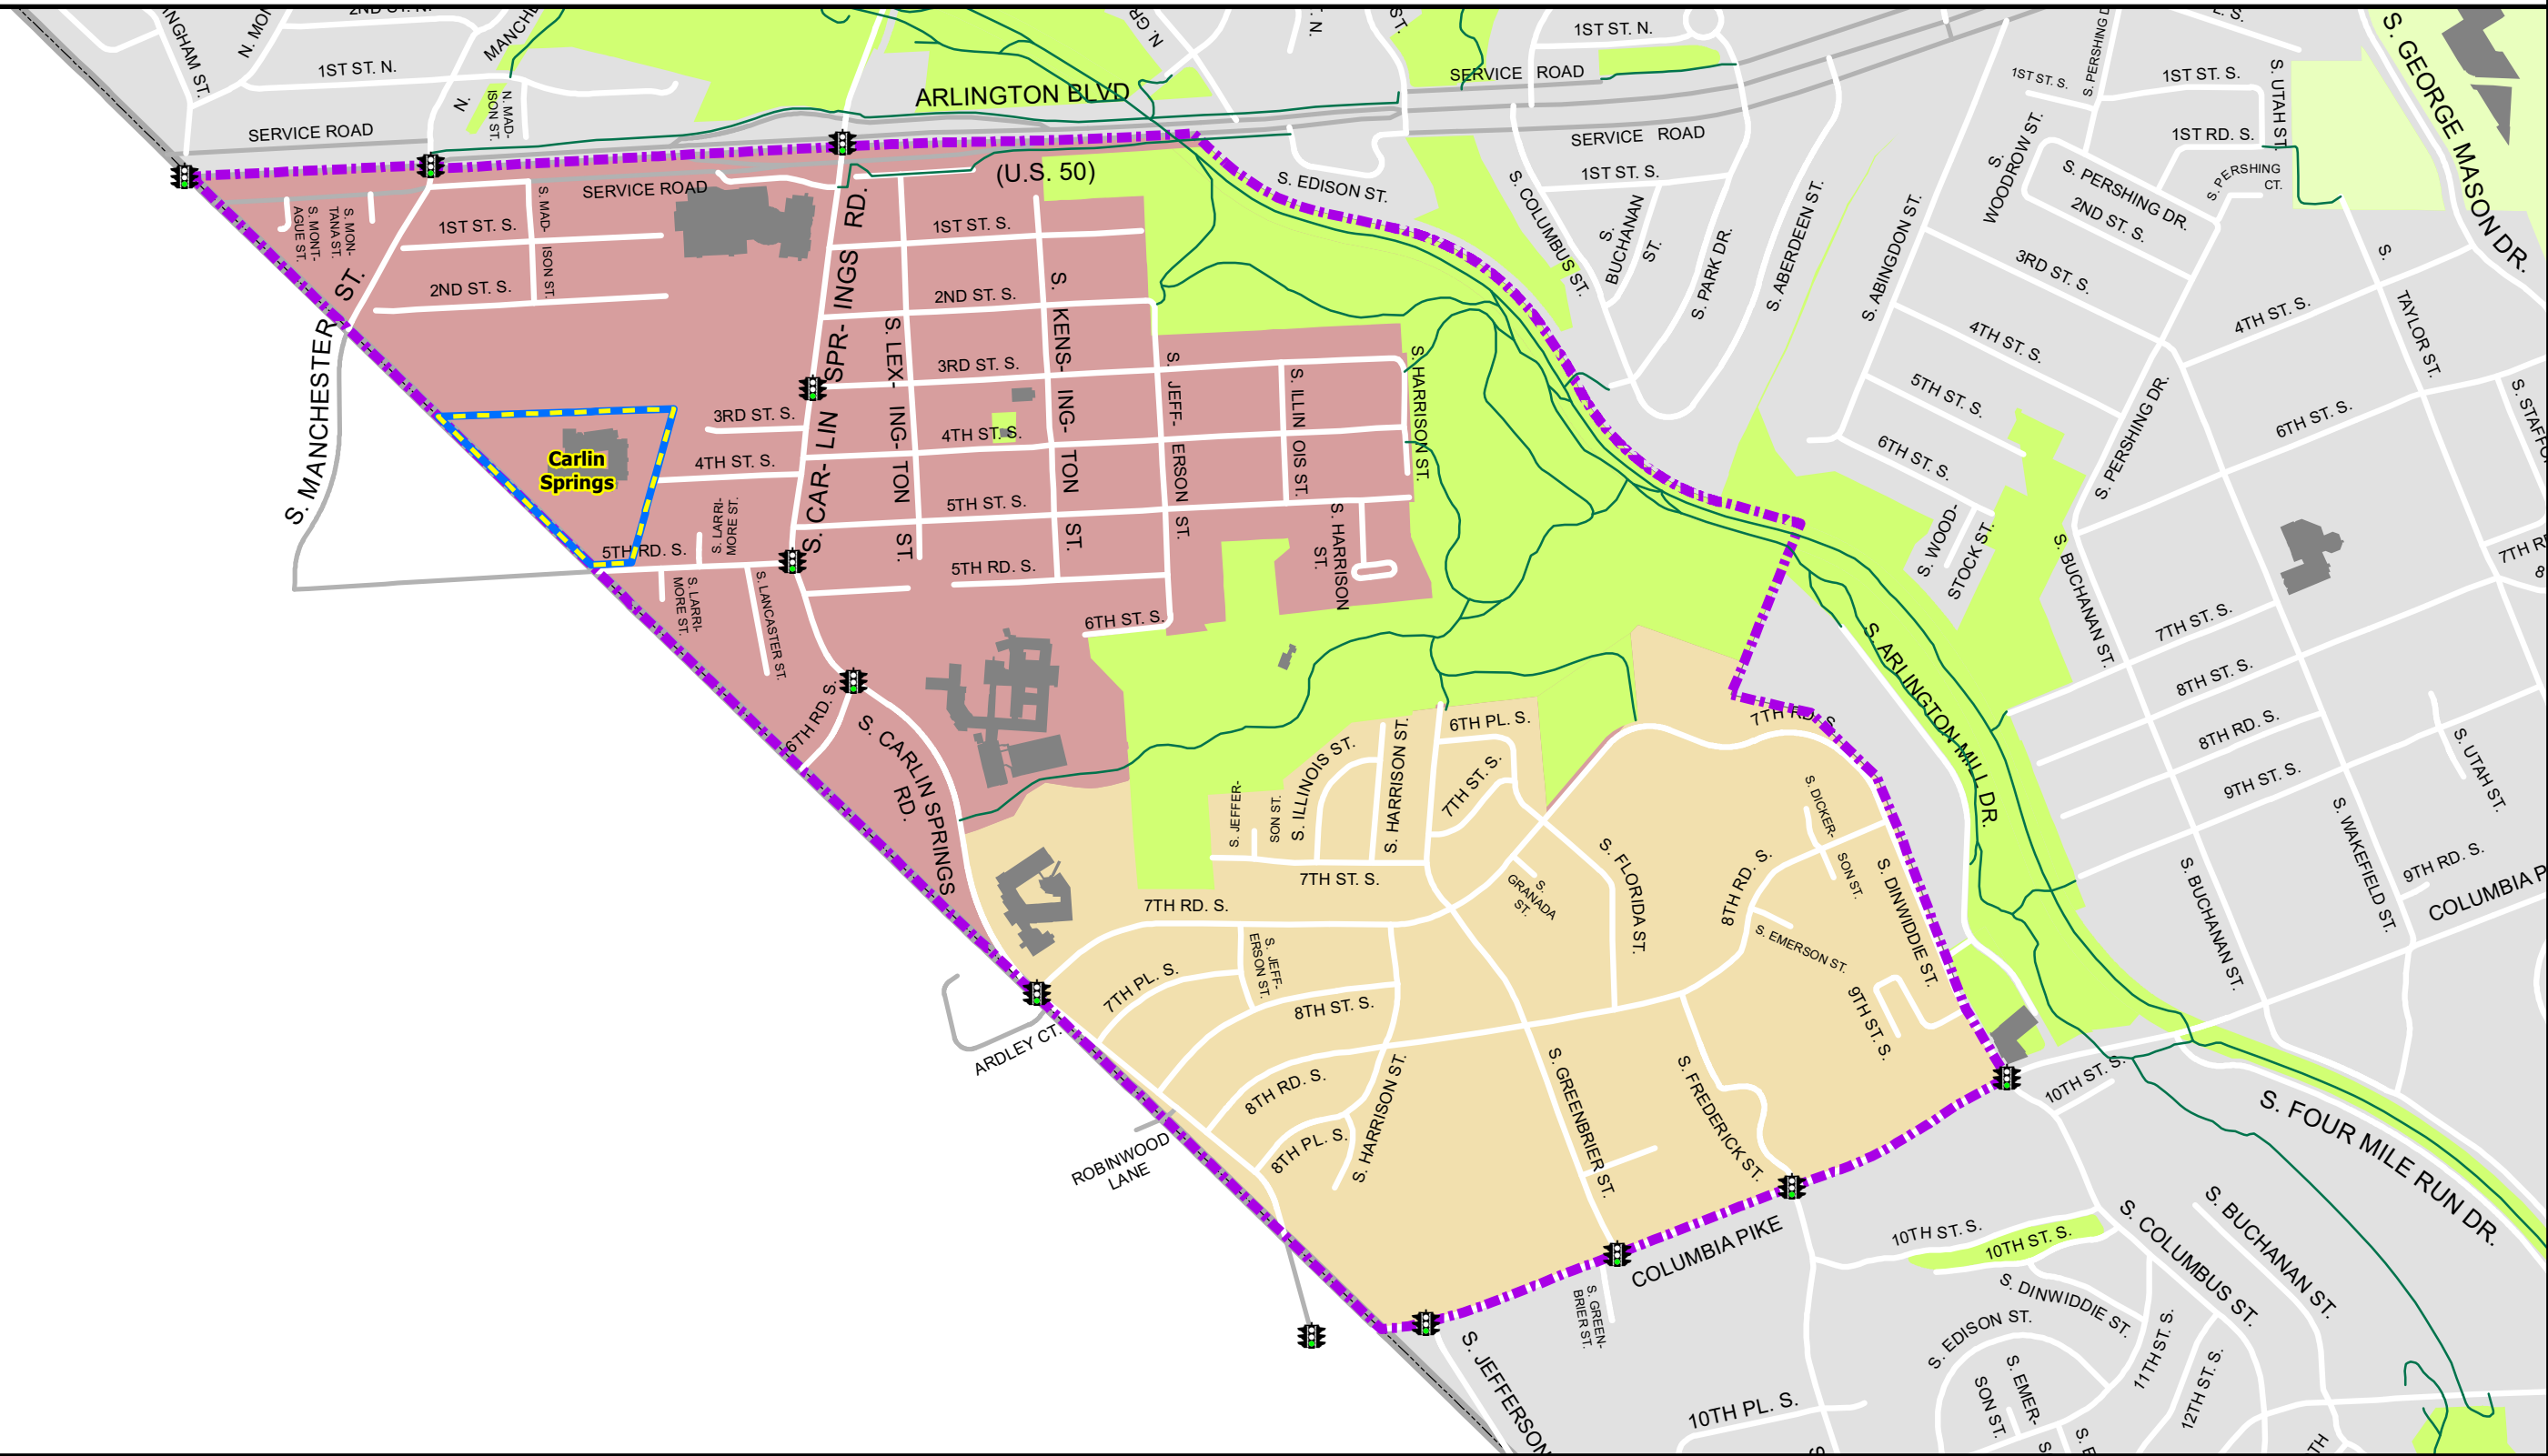 2ND ST. N.
1ST ST. N.
SERVICE ROAD
N.
N. MAD-
ISON ST.
ARLINGTON BLVD
(U.S. 50)
SERVICE ROAD
1ST ST. N.
SERVICE ROAD
1ST ST. S.
S. EDISON ST.
S. COLUMBUS ST.
S.
BUCHANAN
ST.
S. PARK DR.
S. ABERDEEN ST.
S. ABINGDON ST.
S.
WOODROW ST.
1ST ST. S.
1ST ST. S.
S. UTAH ST.
1ST RD. S.
S. PERSHING
CT.
S. PERSHING DR.
2ND ST. S.
3RD ST. S.
4TH ST. S.
5TH ST. S.
6TH ST. S.
S. GEORGE MASON DR.
S.
TAYLOR ST.
4TH ST. S.
6TH ST. S.
S. PERSHING DR.
S. WOOD-
STOCK ST.
S. BUCHANAN ST.
7TH ST. S.
8TH ST. S.
8TH RD. S.
9TH ST. S.
S. UTAH ST.
S. WAKEFIELD ST.
9TH RD. S.
S. BUCHANAN ST.
S. MONT-
AGUE ST.
S. MON-
TANA ST.
S. MAD-
ISON ST.
SERVICE ROAD
1ST ST. S.
2ND ST. S.
S. MANCHESTER
ST.
Carlin
Springs
3RD ST. S.
4TH ST. S.
5TH RD. S.
S. LARRI-
MORE ST.
S. LARRI-
MORE ST.
S. LANCASTER ST.
S. CAR- LIN SPR- INGS RD.
S. LEX- ING- TON ST.
S. KENS- ING- TON ST.
1ST ST. S.
2ND ST. S.
3RD ST. S.
4TH ST. S.
5TH ST. S.
5TH RD. S.
6TH ST. S.
S. JEFF- ERSON ST.
S. ILLIN OIS ST.
S. HARRISON ST.
S. HARRISON
ST.
6TH RD. S.
S. CARLIN SPRINGS
RD.
S. JEFFER-
SON ST.
S. ILLINOIS ST.
S. HARRISON ST.
6TH PL. S.
7TH ST. S.
7TH ST. S.
7TH RD. S.
7TH RD. S.
S. GRANADA
ST.
S. FLORIDA ST.
8TH RD. S.
S. DICKER-
SON ST.
S. EMERSON ST.
S. DINWIDDIE ST.
9TH ST. S.
S. ARLINGTON MILL DR.
7TH PL. S.
S. JEFF-
ERSON ST.
8TH ST. S.
8TH RD. S.
8TH PL. S.
S. HARRISON ST.
S. GREENBRIER ST.
S. FREDERICK ST.
ARDLEY CT.
ROBINWOOD
LANE
COLUMBIA PIKE
S. GREEN-
BRIER ST.
S. JEFFERSON
10TH PL. S.
10TH ST. S.
10TH ST. S.
10TH ST. S.
S. DINWIDDIE ST.
S. EDISON ST.
S. EMER-
SON ST.
11TH ST. S.
12TH ST. S.
S. COLUMBUS ST.
S. BUCHANAN ST.
S. FOUR MILE RUN DR.